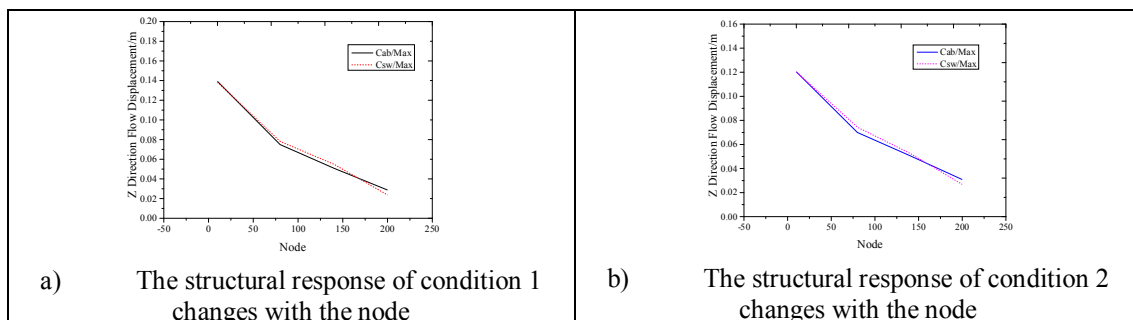 0.20
0.18
0.16
0.14
0.12
0.10
0.08
0.06
0.04
0.02
0.00
Z Direction Flow Displacement/m
Cab/Max
Csw/Max
-50 0 50 100 150 200 250
Node
a) The structural response of condition 1
changes with the node
0.16
0.14
0.12
0.10
0.08
0.06
0.04
0.02
0.00
Z Direction Flow Displacement/m
Cab/Max
Csw/Max
-50 0 50 100 150 200 250
Node
b) The structural response of condition 2
changes with the node